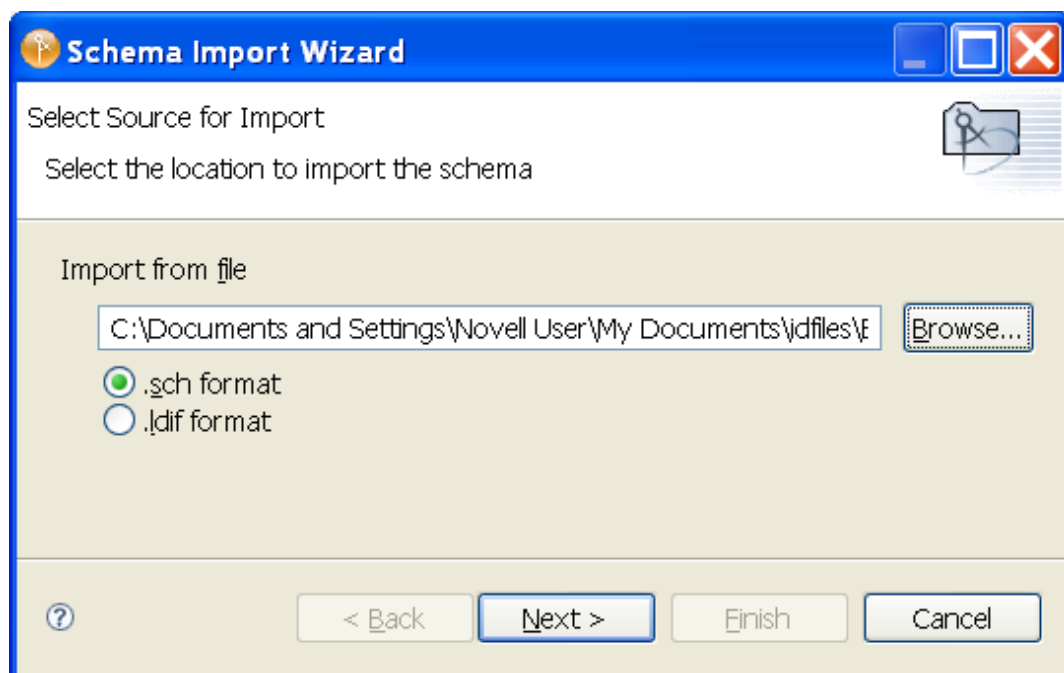 Schema Import Wizard
Select Source for Import
Select the location to import the schema
Import from file
C:\Documents and Settings\Novell User\My Documents\idfiles\E
Browse...
.sch format
.ldif format
?
< Back
Next >
Finish
Cancel